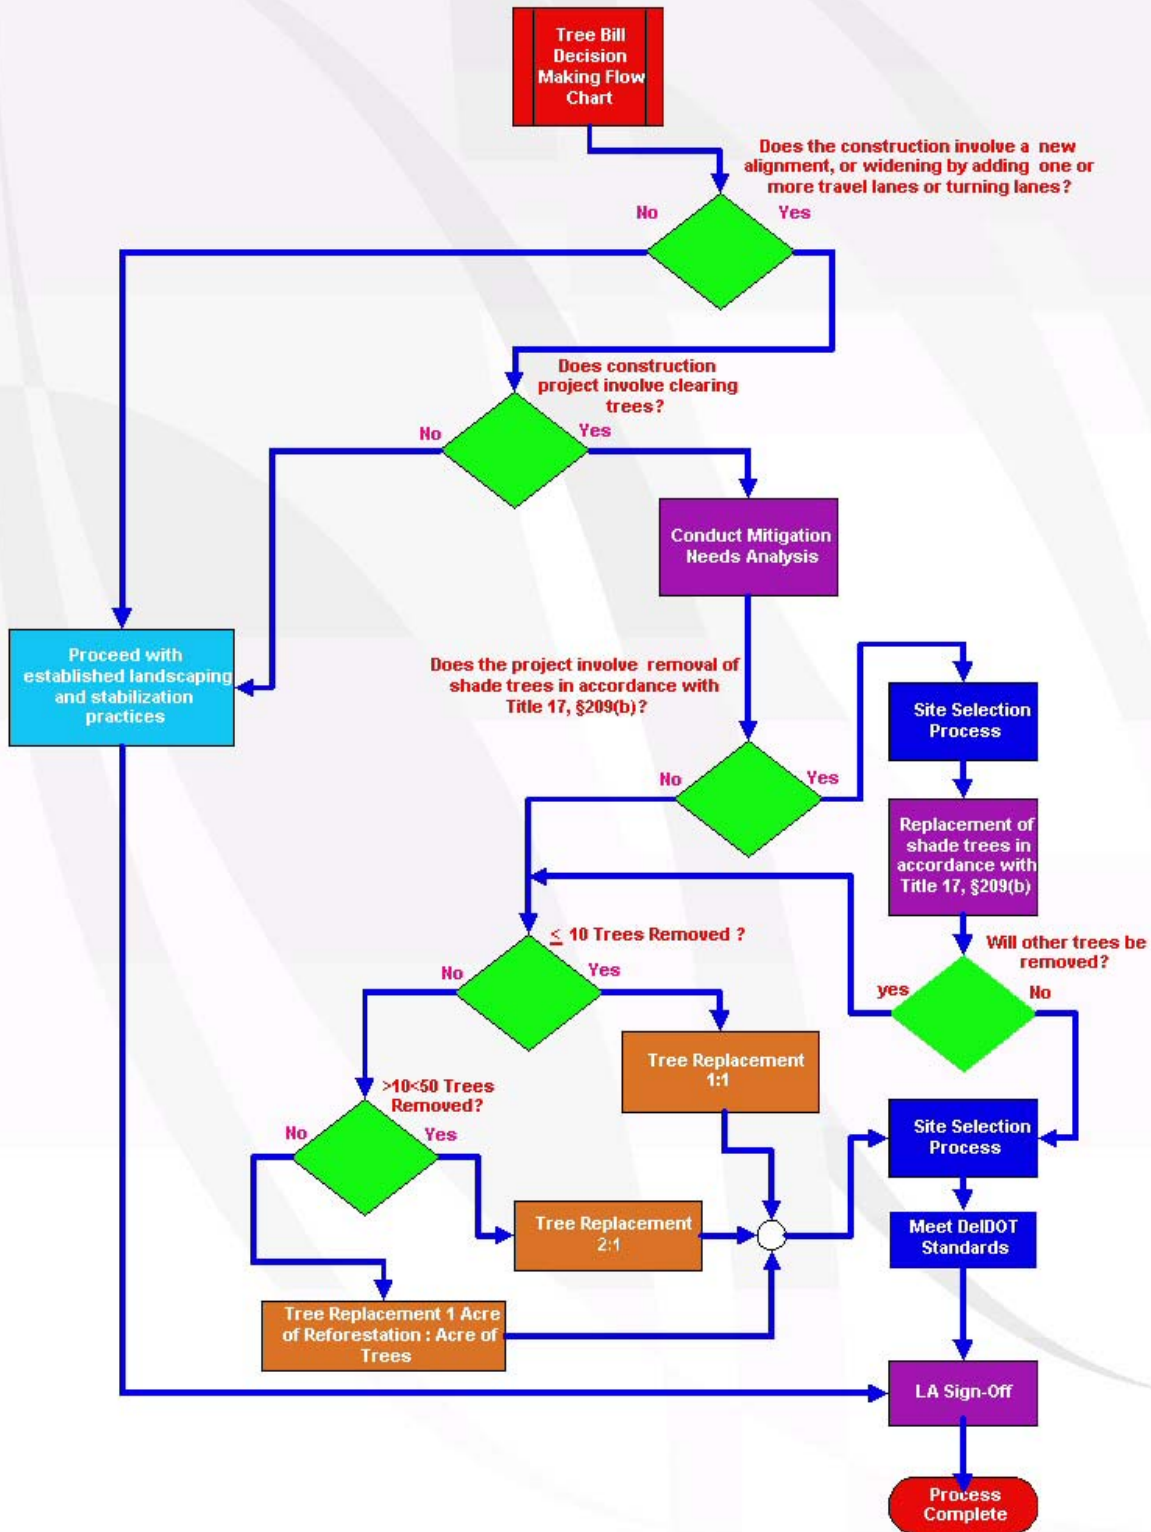 Tree Bill
Decision
Making Flow
Chart
Does the construction involve a new
alignment, or widening by adding one or
more travel lanes or turning lanes?
No
Yes
Does construction
project involve clearing
trees?
No
Yes
Conduct Mitigation
Needs Analysis
Proceed with
established landscaping
and stabilization
practices
Does the project involve removal of
shade trees in accordance with
Title 17, §209(b)?
No
Yes
Site Selection
Process
Replacement of
shade trees in
accordance with
Title 17, §209(b)
Will other trees be
removed?
yes
No
≤ 10 Trees Removed ?
No
Yes
Tree Replacement
1:1
>10<50 Trees
Removed?
No
Yes
Tree Replacement
2:1
Tree Replacement 1 Acre
of Reforestation : Acre of
Trees
Site Selection
Process
Meet DelDOT
Standards
LA Sign-Off
Process
Complete